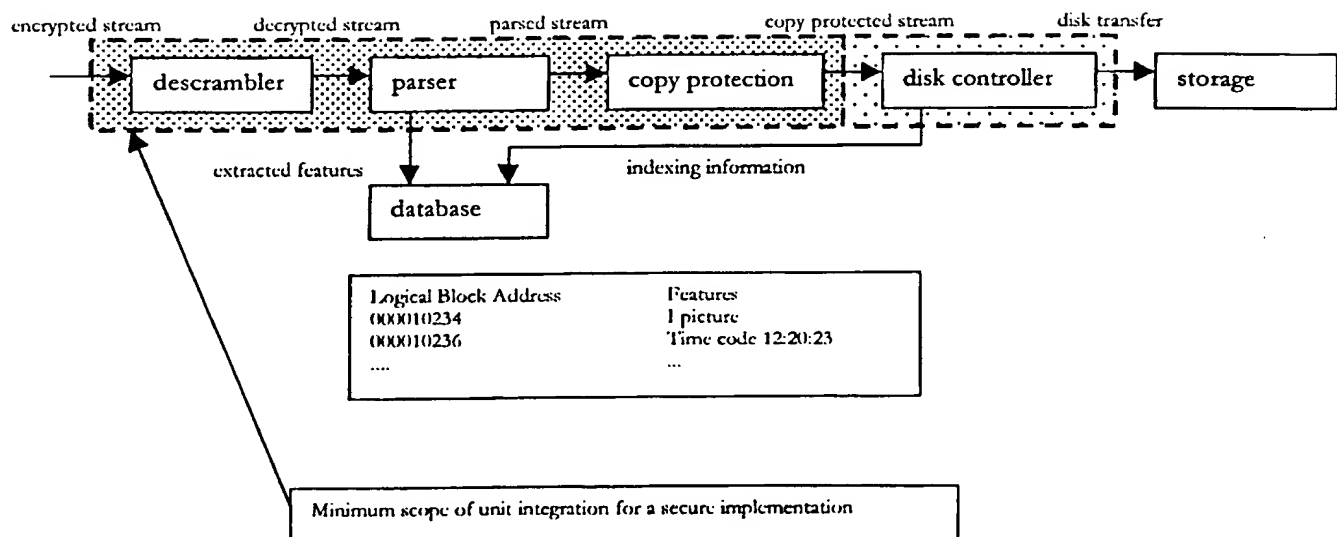 encrypted stream decrypted stream parsed stream copy protected stream disk transfer
descrambler parser copy protection disk controller storage
extracted features indexing information
database
Logical Block Address Features
000010234 I picture
000010236 Time code 12:20:23
.... ...
Minimum scope of unit integration for a secure implementation